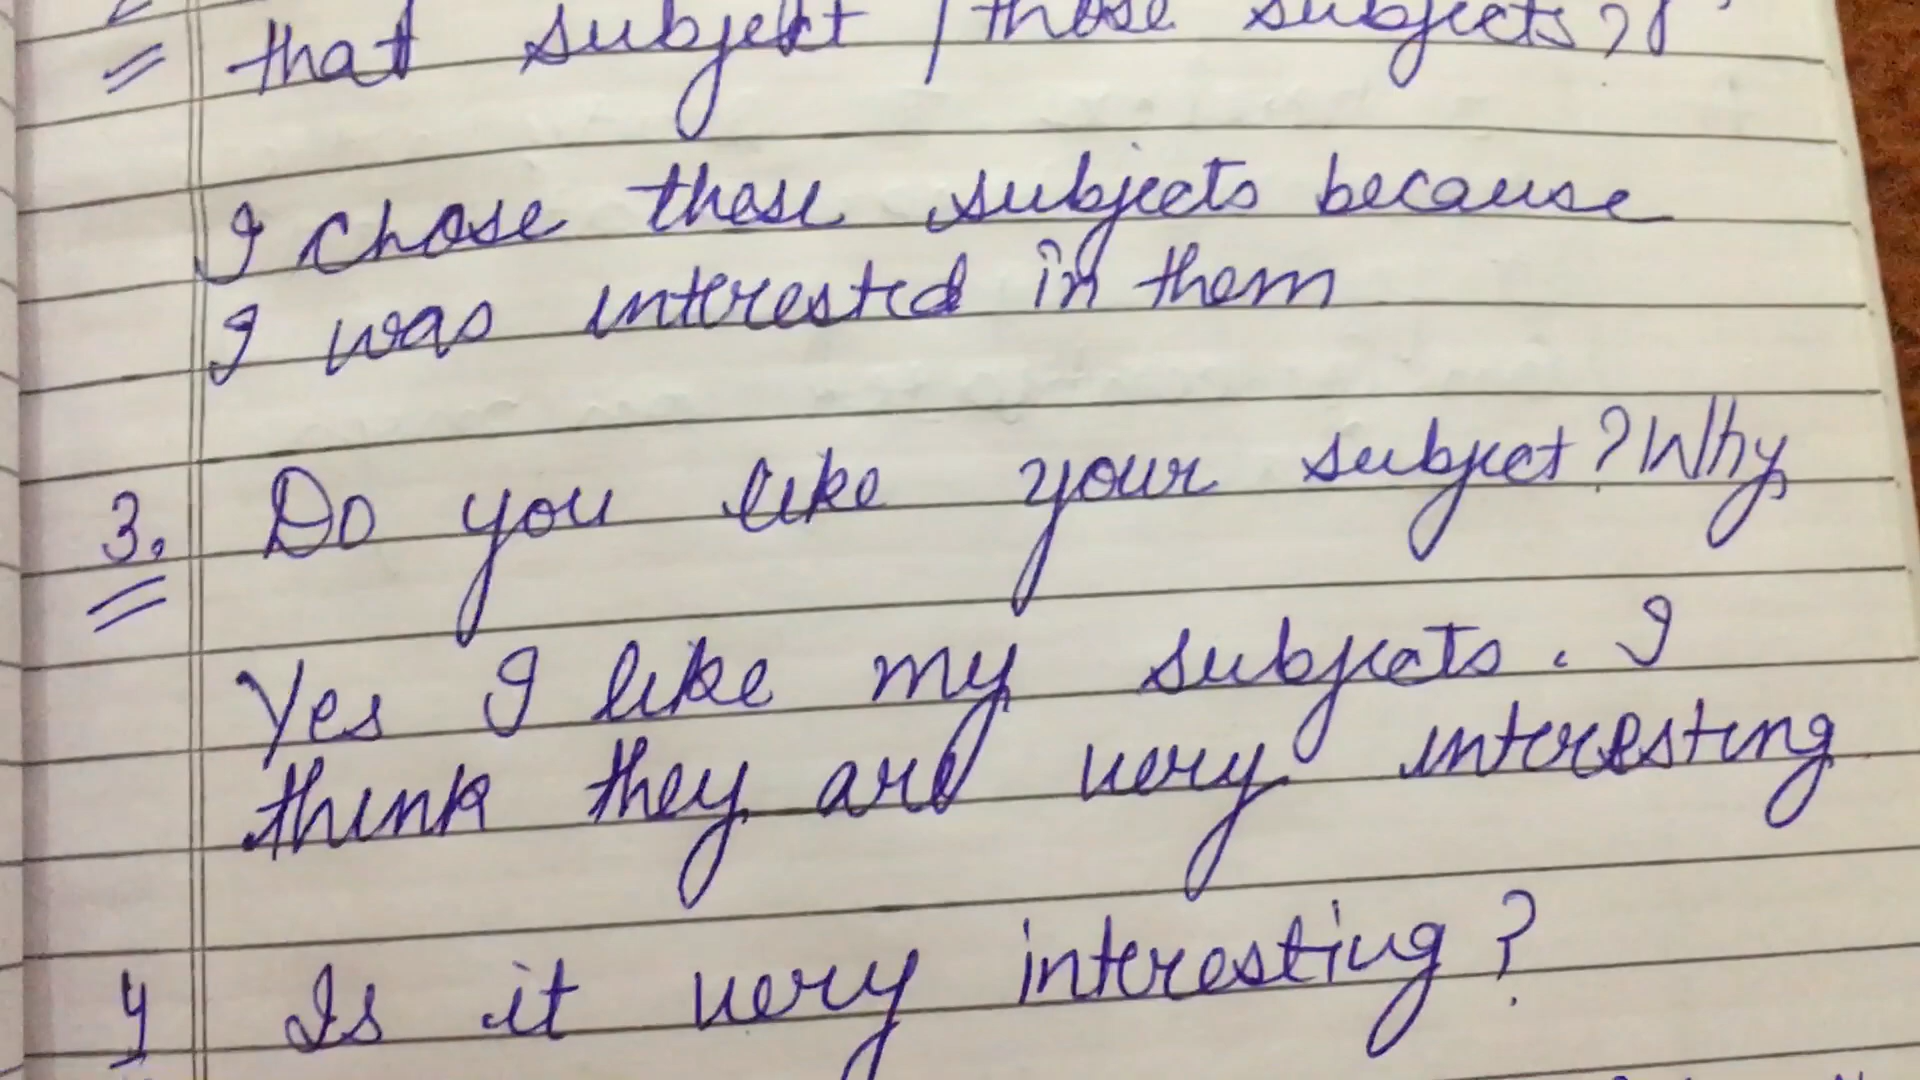 that subject / those subjects?
I chose those subjects because
I was interested in them
3. Do you like your subject? Why
Yes I like my subjects. I
think they are very interesting
4 Is it very interesting?